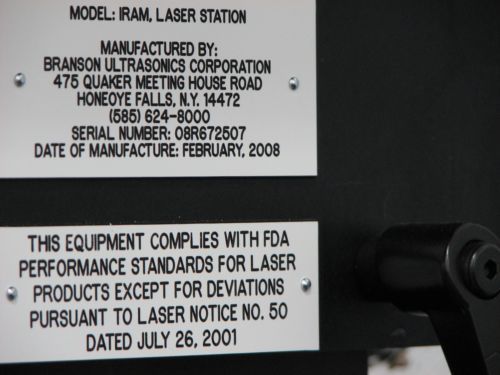 MODEL: IRAM, LASER STATION
MANUFACTURED BY:
BRANSON ULTRASONICS CORPORATION
475 QUAKER MEETING HOUSE ROAD
HONEOYE FALLS, N.Y. 14472
(585) 624-8000
SERIAL NUMBER: 08R672507
DATE OF MANUFACTURE: FEBRUARY, 2008
THIS EQUIPMENT COMPLIES WITH FDA
PERFORMANCE STANDARDS FOR LASER
PRODUCTS EXCEPT FOR DEVIATIONS
PURSUANT TO LASER NOTICE NO. 50
DATED JULY 26, 2001